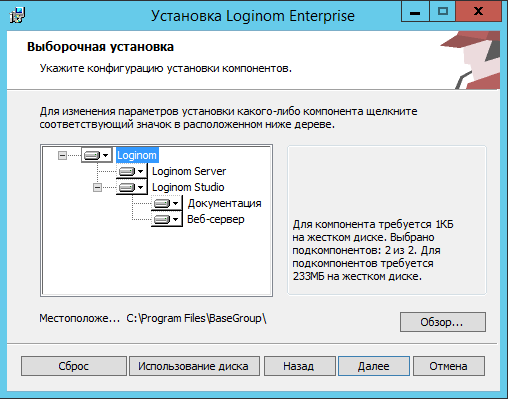 Установка Loginom Enterprise
Выборочная установка
Укажите конфигурацию установки компонентов.
Для изменения параметров установки какого-либо компонента щелкните
соответствующий значок в расположенном ниже дереве.
Loginom
Loginom Server
Loginom Studio
Документация
Веб-сервер
Для компонента требуется 1КБ
на жестком диске. Выбрано
подкомпонентов: 2 из 2. Для
подкомпонентов требуется
233МБ на жестком диске.
Местоположе... C:\Program Files\BaseGroup\
Обзор...
Сброс Использование диска Назад Далее Отмена